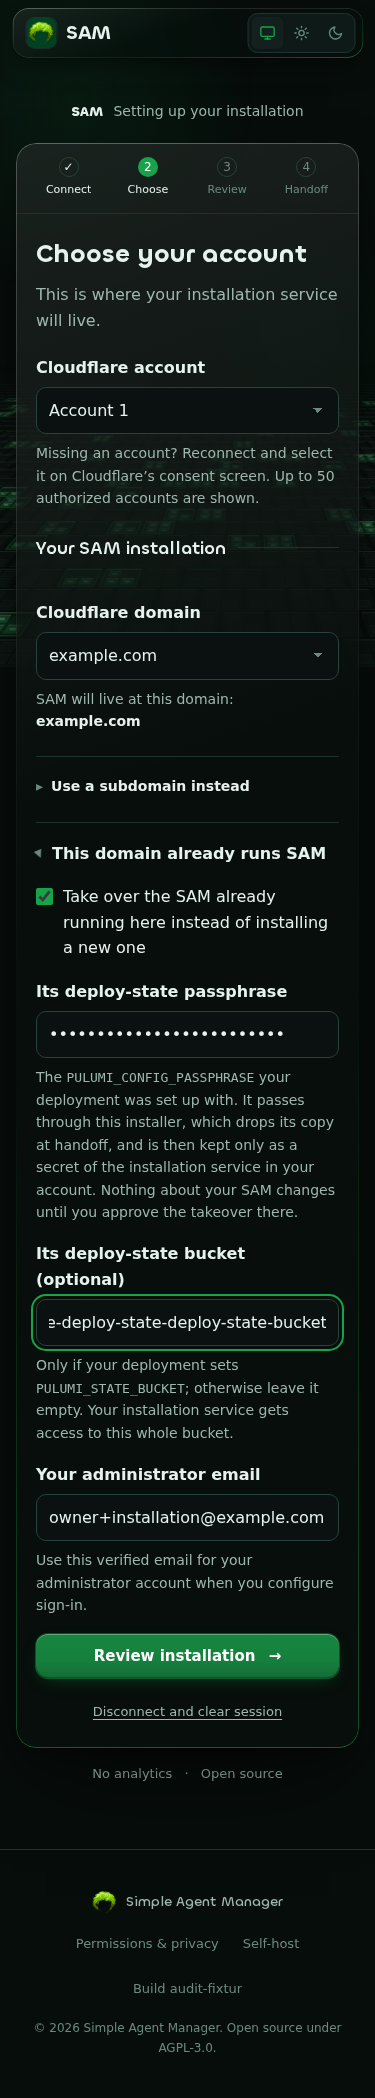 SAM
SAM Setting up your installation
✓ 2 3 4
Connect Choose Review Handoff
Choose your account
This is where your installation service
will live.
Cloudflare account
Account 1
Missing an account? Reconnect and select
it on Cloudflare’s consent screen. Up to 50
authorized accounts are shown.
Your SAM installation
Cloudflare domain
example.com
SAM will live at this domain:
example.com
▸ Use a subdomain instead
This domain already runs SAM
Take over the SAM already
running here instead of installing
a new one
Its deploy-state passphrase
•••••••••••••••••••••••••
The PULUMI_CONFIG_PASSPHRASE your
deployment was set up with. It passes
through this installer, which drops its copy
at handoff, and is then kept only as a
secret of the installation service in your
account. Nothing about your SAM changes
until you approve the takeover there.
Its deploy-state bucket
(optional)
e-deploy-state-deploy-state-bucket
Only if your deployment sets
PULUMI_STATE_BUCKET; otherwise leave it
empty. Your installation service gets
access to this whole bucket.
Your administrator email
owner+installation@example.com
Use this verified email for your
administrator account when you configure
sign-in.
Review installation →
Disconnect and clear session
No analytics · Open source
Simple Agent Manager
Permissions & privacy Self-host
Build audit-fixtur
© 2026 Simple Agent Manager. Open source under
AGPL-3.0.